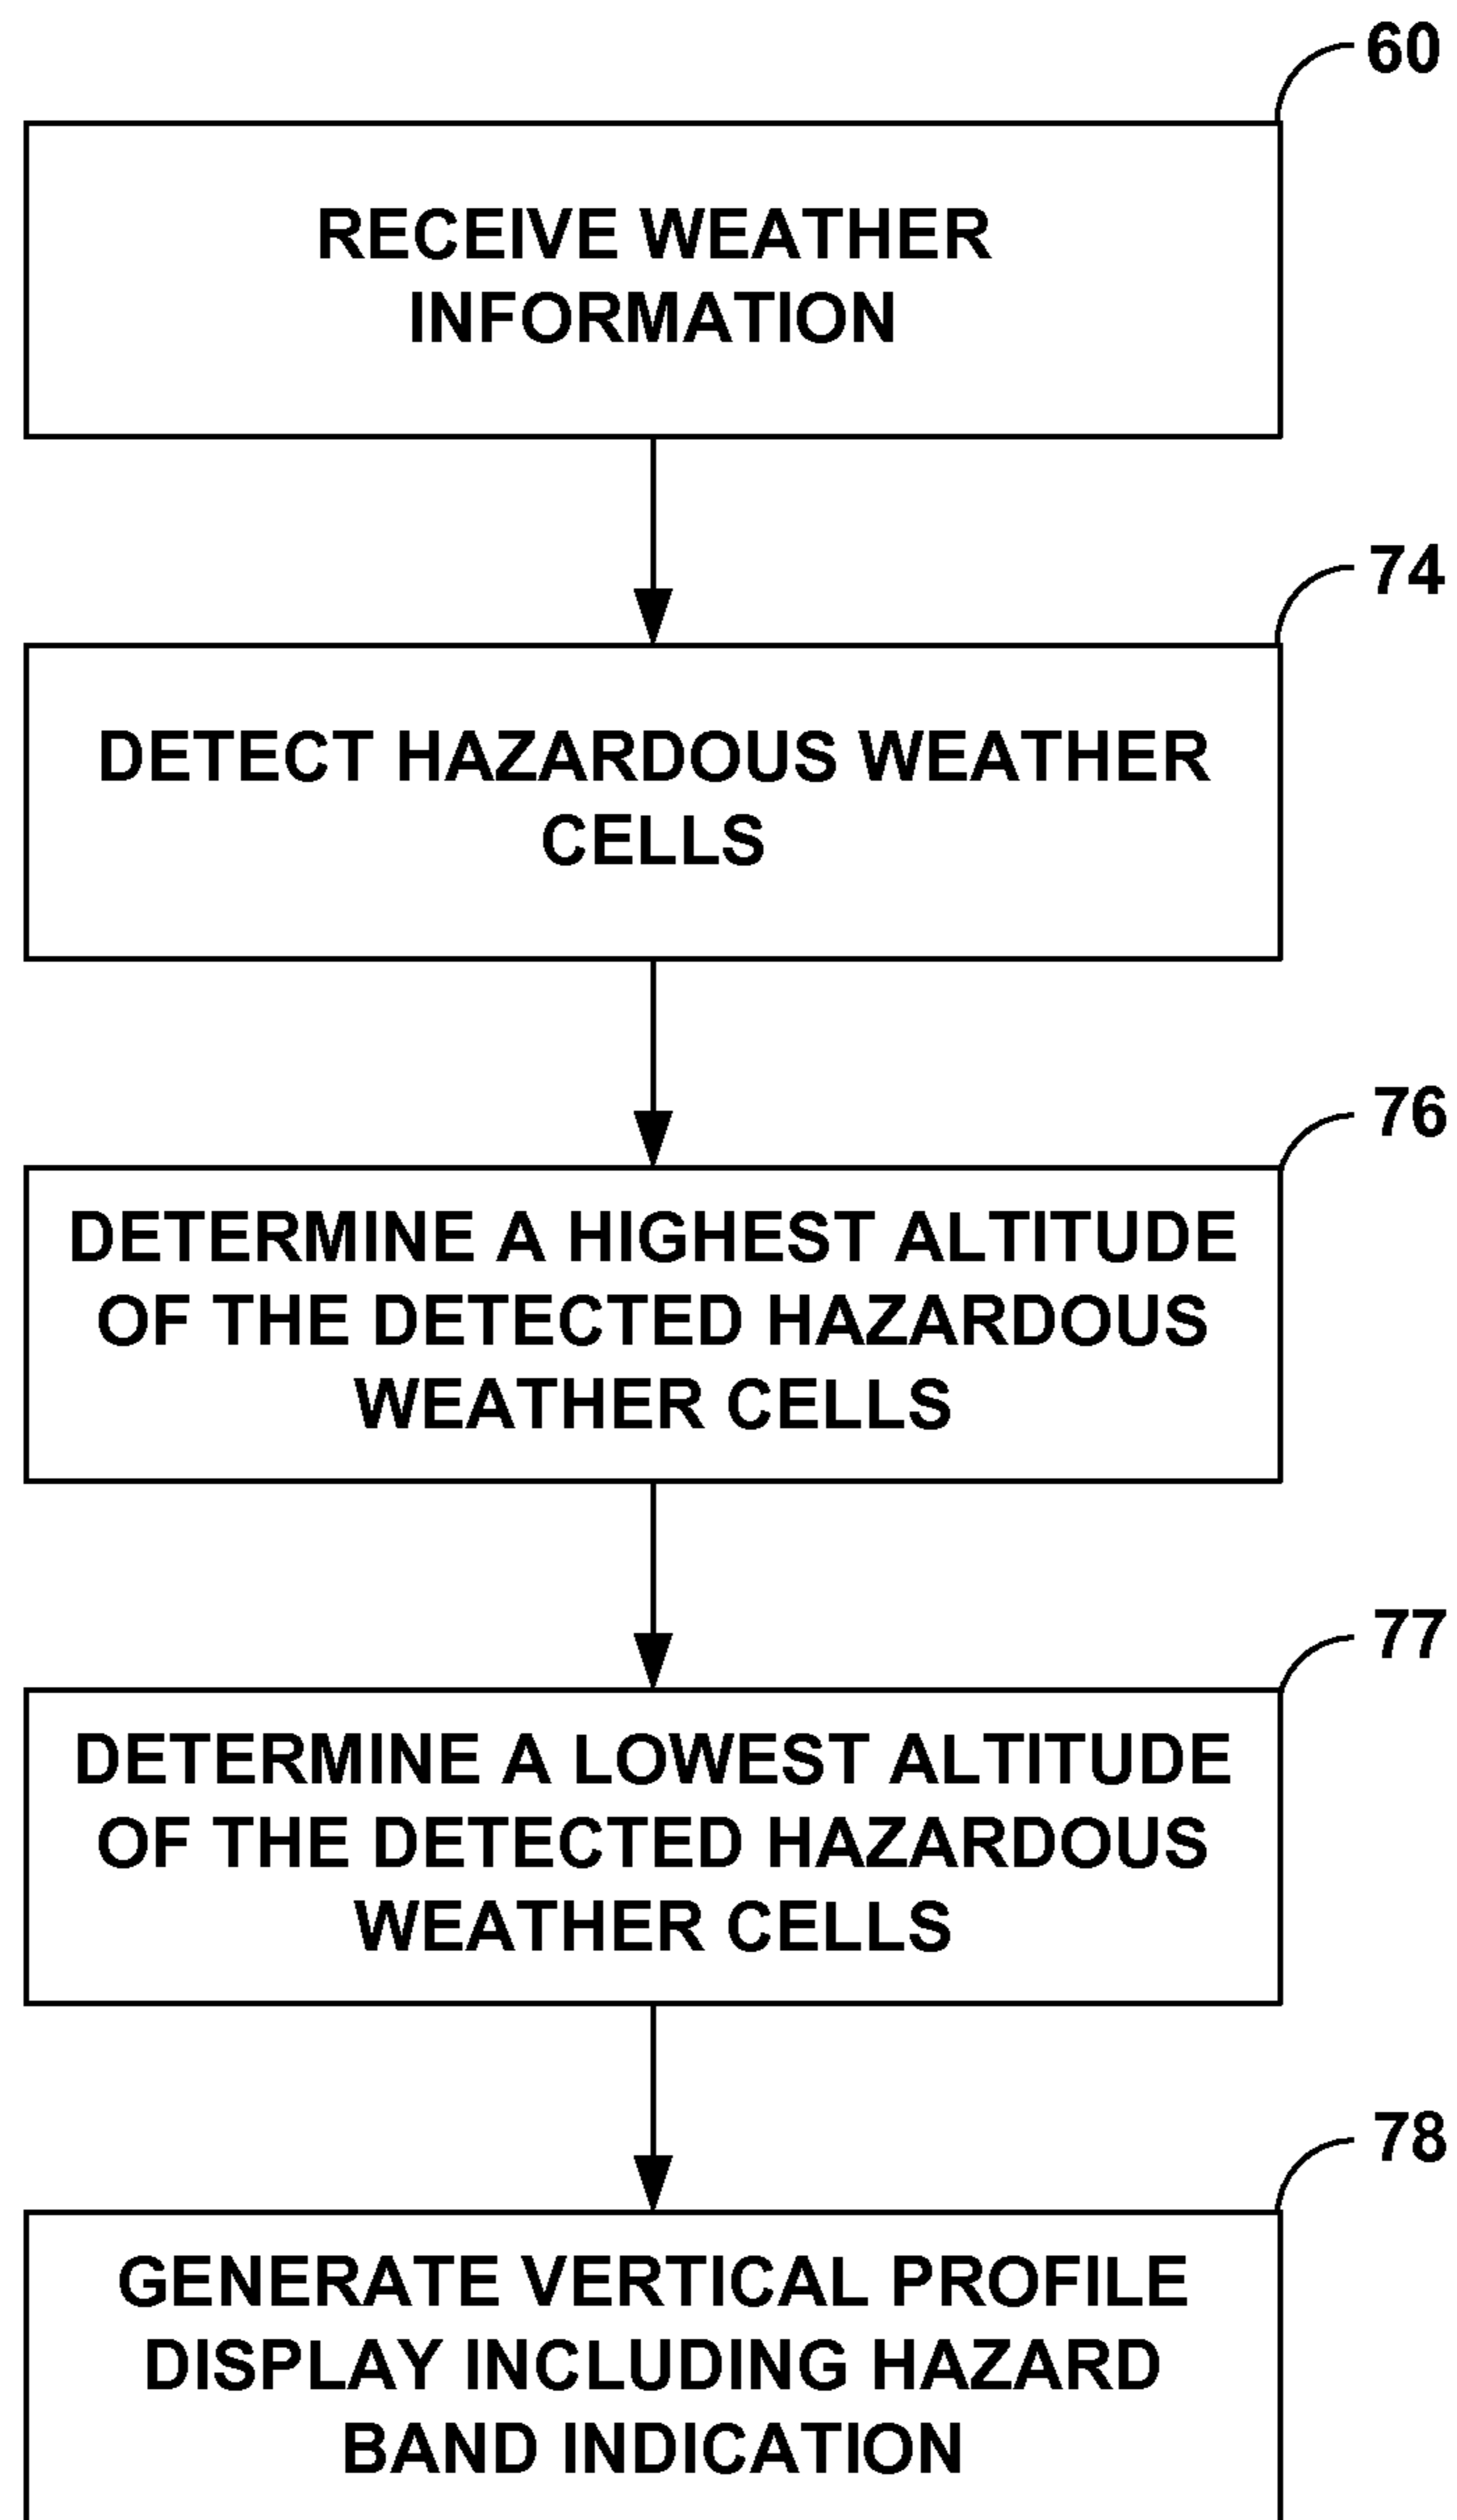 60
RECEIVE WEATHER
INFORMATION
74
DETECT HAZARDOUS WEATHER
CELLS
76
DETERMINE A HIGHEST ALTITUDE
OF THE DETECTED HAZARDOUS
WEATHER CELLS
77
DETERMINE A LOWEST ALTITUDE
OF THE DETECTED HAZARDOUS
WEATHER CELLS
78
GENERATE VERTICAL PROFILE
DISPLAY INCLUDING HAZARD
BAND INDICATION